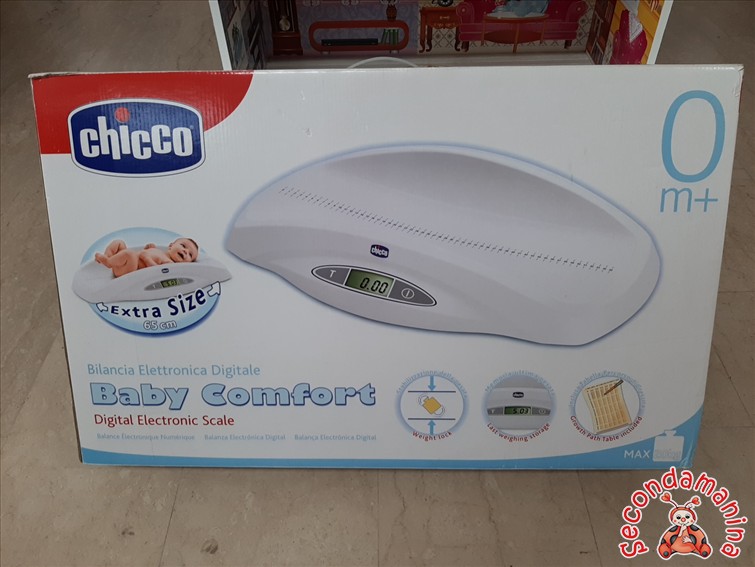 chicco
0
m+
chicco
T 0.00
Extra Size
65 cm
Bilancia Elettronica Digitale
Baby Comfort
Digital Electronic Scale
Balance Electronique Numérique / Balanza Electrónica Digital / Balança Electrónica Digital
Weight lock
Last weighing storage
Growth Path Table included
MAX
secondamanina